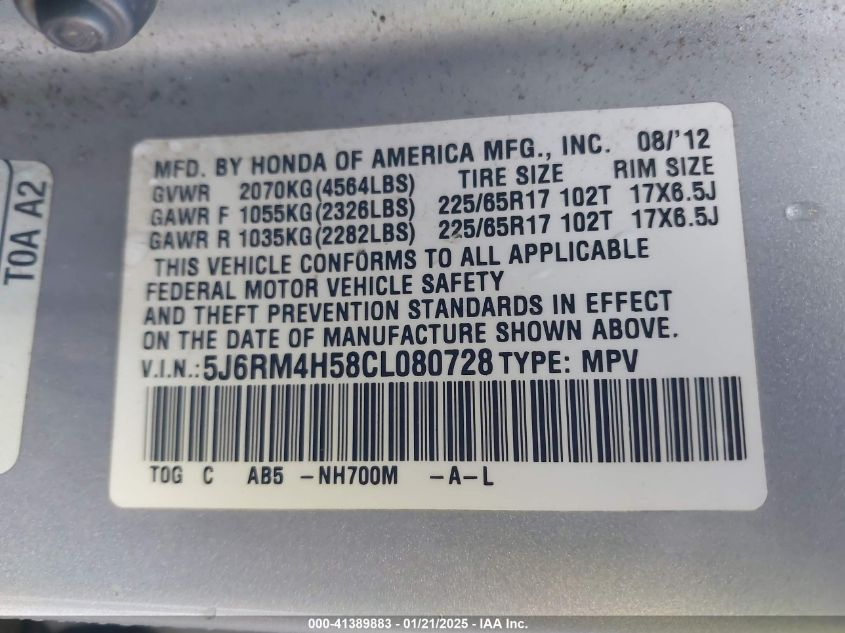 MFD. BY HONDA OF AMERICA MFG., INC. 08/'12
GVWR 2070KG(4564LBS) TIRE SIZE RIM SIZE
GAWR F 1055KG(2326LBS) 225/65R17 102T 17X6.5J
GAWR R 1035KG(2282LBS) 225/65R17 102T 17X6.5J
THIS VEHICLE CONFORMS TO ALL APPLICABLE
FEDERAL MOTOR VEHICLE SAFETY
AND THEFT PREVENTION STANDARDS IN EFFECT
ON THE DATE OF MANUFACTURE SHOWN ABOVE.
V.I.N.:5J6RM4H58CL080728 TYPE: MPV
T0G C AB5 -NH700M -A-L
T0A A2
000-41389883 / 01/21/2025 - IAA Inc.